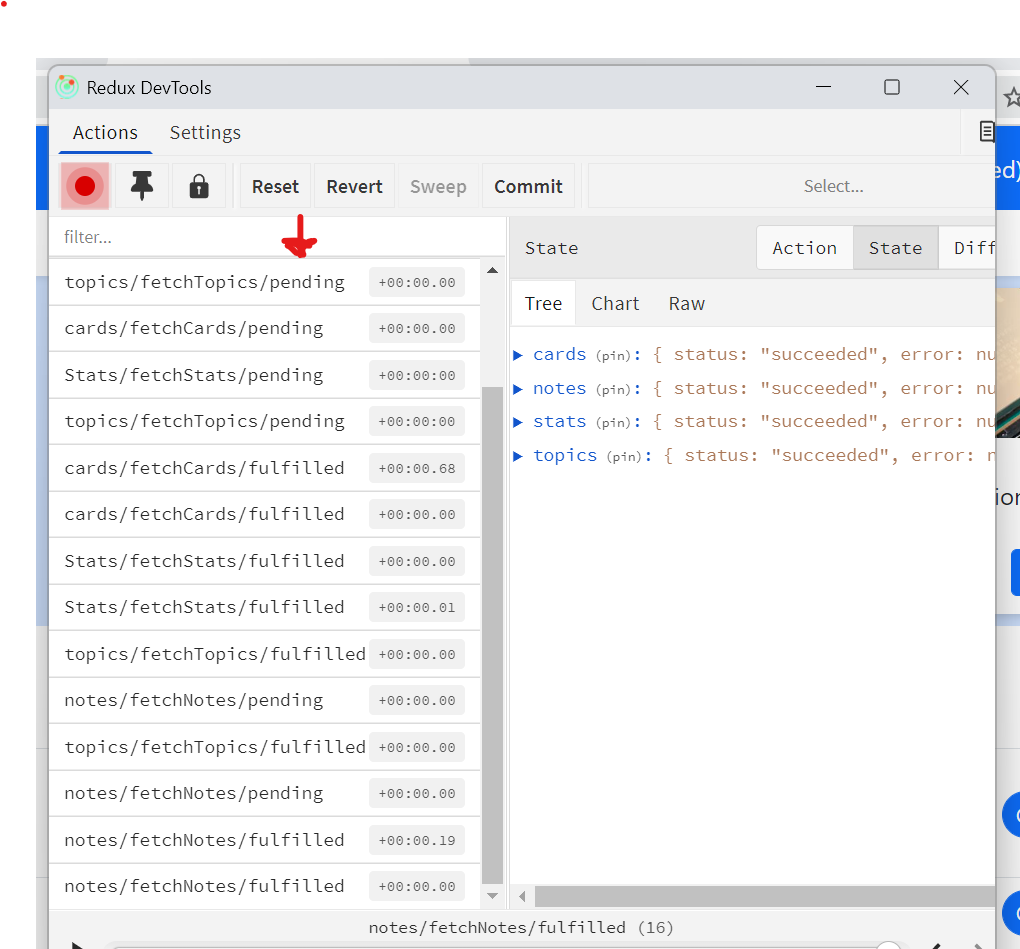 Redux DevTools
Actions Settings
Reset Revert Sweep Commit Select...
filter...
State Action State Diff
Tree Chart Raw
topics/fetchTopics/pending +00:00.00
cards/fetchCards/pending +00:00.00
Stats/fetchStats/pending +00:00:00
topics/fetchTopics/pending +00:00:00
cards/fetchCards/fulfilled +00:00.68
cards/fetchCards/fulfilled +00:00.00
Stats/fetchStats/fulfilled +00:00.00
Stats/fetchStats/fulfilled +00:00.01
topics/fetchTopics/fulfilled +00:00.00
notes/fetchNotes/pending +00:00.00
topics/fetchTopics/fulfilled +00:00.00
notes/fetchNotes/pending +00:00.00
notes/fetchNotes/fulfilled +00:00.19
notes/fetchNotes/fulfilled +00:00.00
cards (pin): { status: "succeeded", error: nu
notes (pin): { status: "succeeded", error: nu
stats (pin): { status: "succeeded", error: nu
topics (pin): { status: "succeeded", error: n
notes/fetchNotes/fulfilled (16)
ed)
ion